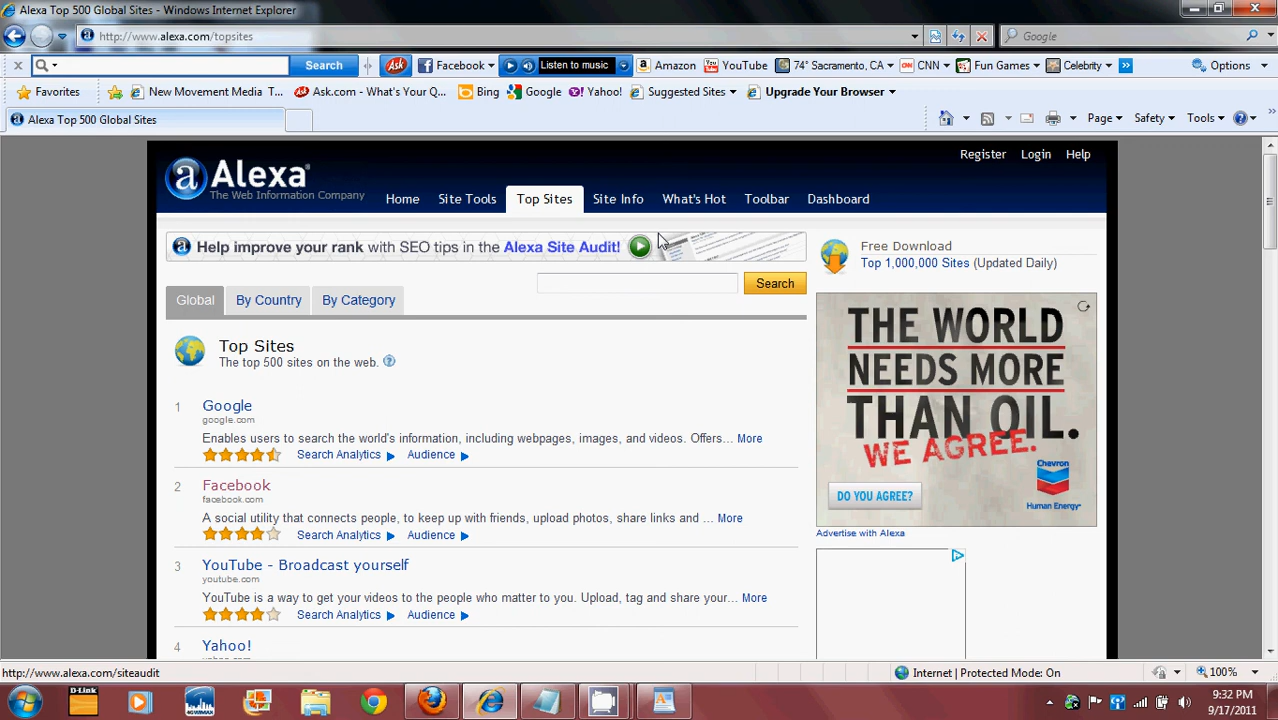 Alexa Top 500 Global Sites - Windows Internet Explorer
http://www.alexa.com/topsites
Google
Search
Ask
Facebook
Listen to music
Amazon
YouTube
74° Sacramento, CA
CNN
Fun Games
Celebrity
Options
Favorites
New Movement Media T...
Ask.com - What's Your Q...
Bing
Google
Yahoo!
Suggested Sites
Upgrade Your Browser
Alexa Top 500 Global Sites
Page
Safety
Tools
Register
Login
Help
Alexa®
The Web Information Company
Home
Site Tools
Top Sites
Site Info
What's Hot
Toolbar
Dashboard
Help improve your rank with SEO tips in the Alexa Site Audit!
Free Download
Top 1,000,000 Sites (Updated Daily)
Search
Global
By Country
By Category
Top Sites
The top 500 sites on the web.
1
Google
google.com
Enables users to search the world's information, including webpages, images, and videos. Offers... More
Search Analytics
Audience
2
Facebook
facebook.com
A social utility that connects people, to keep up with friends, upload photos, share links and ... More
Search Analytics
Audience
3
YouTube - Broadcast yourself
youtube.com
YouTube is a way to get your videos to the people who matter to you. Upload, tag and share your... More
Search Analytics
Audience
4
Yahoo!
THE WORLD
NEEDS MORE
THAN OIL.
WE AGREE.
DO YOU AGREE?
Chevron
Human Energy®
Advertise with Alexa
http://www.alexa.com/siteaudit
Internet | Protected Mode: On
100%
D-Link
4GWIMAX
9:32 PM
9/17/2011